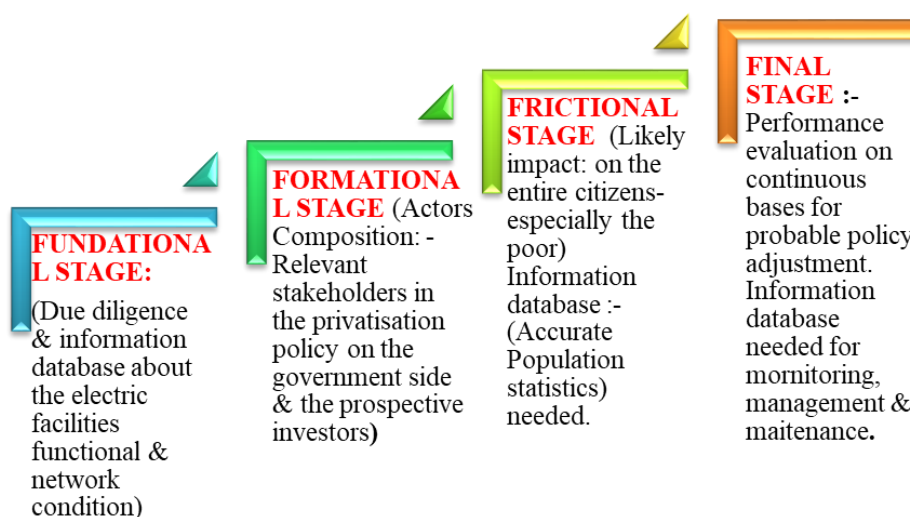 FUNDATIONA
L STAGE:
(Due diligence
& information
database about
the electric
facilities
functional &
network
condition)
FORMATIONA
L STAGE (Actors
Composition: -
Relevant
stakeholders in
the privatisation
policy on the
government side
& the prospective
investors)
FRICTIONAL
STAGE (Likely
impact: on the
entire citizens-
especially the
poor)
Information
database :-
(Accurate
Population
statistics)
needed.
FINAL
STAGE :-
Performance
evaluation on
continuous
bases for
probable policy
adjustment.
Information
database
needed for
mornitoring,
management &
maitenance.